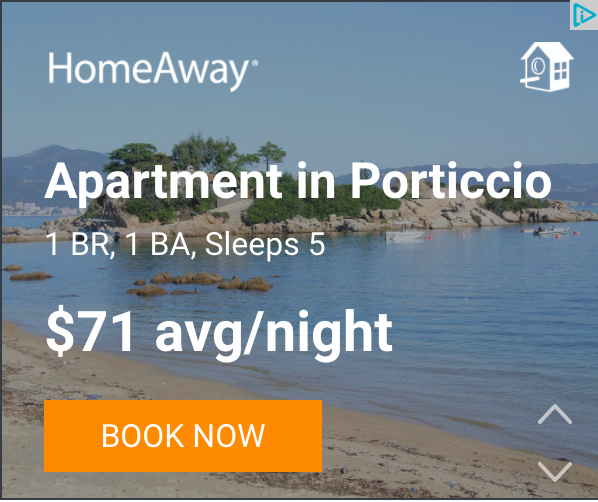 HomeAway®
Apartment in Porticcio
1 BR, 1 BA, Sleeps 5
$71 avg/night
BOOK NOW